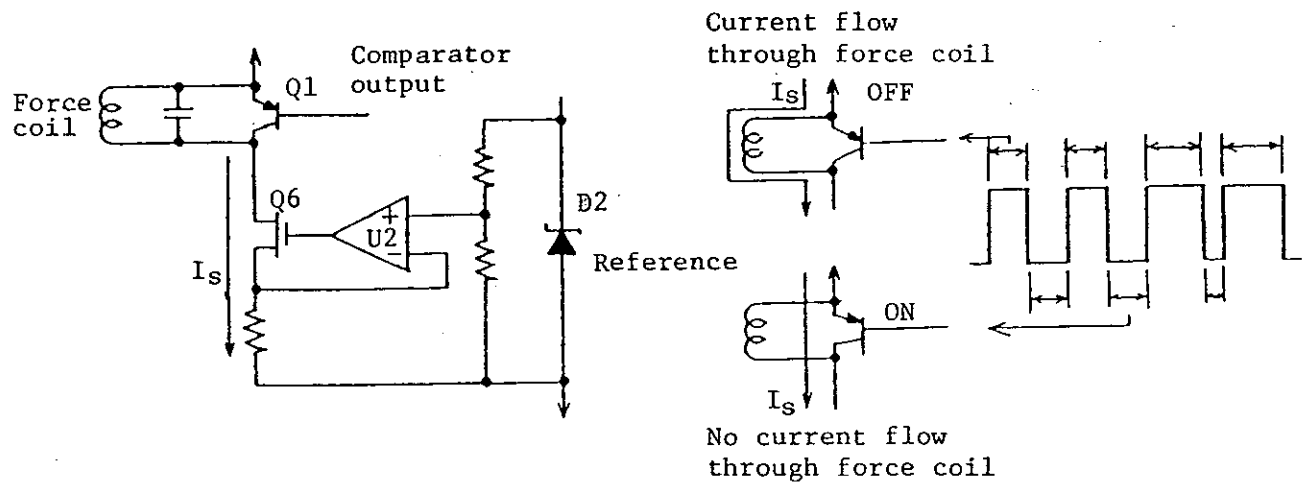 Comparator
output
Q1
Force
coil
Q6
U2
+
−
Is
D2
Reference
Current flow
through force coil
Is
OFF
ON
Is
No current flow
through force coil